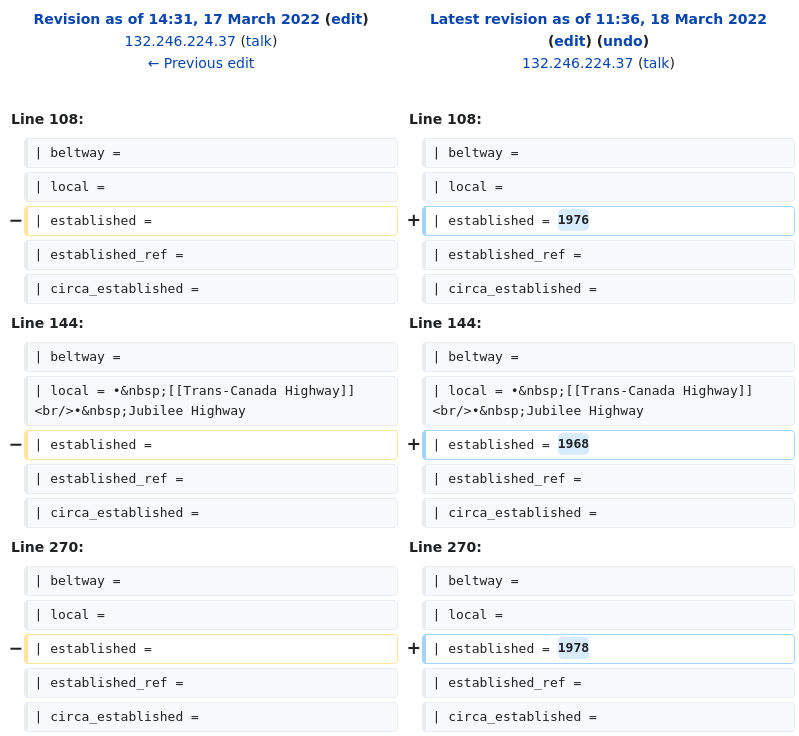 Revision as of 14:31, 17 March 2022 (edit)
132.246.224.37 (talk)
← Previous edit
Latest revision as of 11:36, 18 March 2022
(edit) (undo)
132.246.224.37 (talk)
Line 108:
Line 108:
| beltway =
| beltway =
| local =
| local =
− | established =
+ | established = 1976
| established_ref =
| established_ref =
| circa_established =
| circa_established =
Line 144:
Line 144:
| beltway =
| beltway =
| local = •&nbsp;[[Trans-Canada Highway]]
<br/>•&nbsp;Jubilee Highway
| local = •&nbsp;[[Trans-Canada Highway]]
<br/>•&nbsp;Jubilee Highway
− | established =
+ | established = 1968
| established_ref =
| established_ref =
| circa_established =
| circa_established =
Line 270:
Line 270:
| beltway =
| beltway =
| local =
| local =
− | established =
+ | established = 1978
| established_ref =
| established_ref =
| circa_established =
| circa_established =